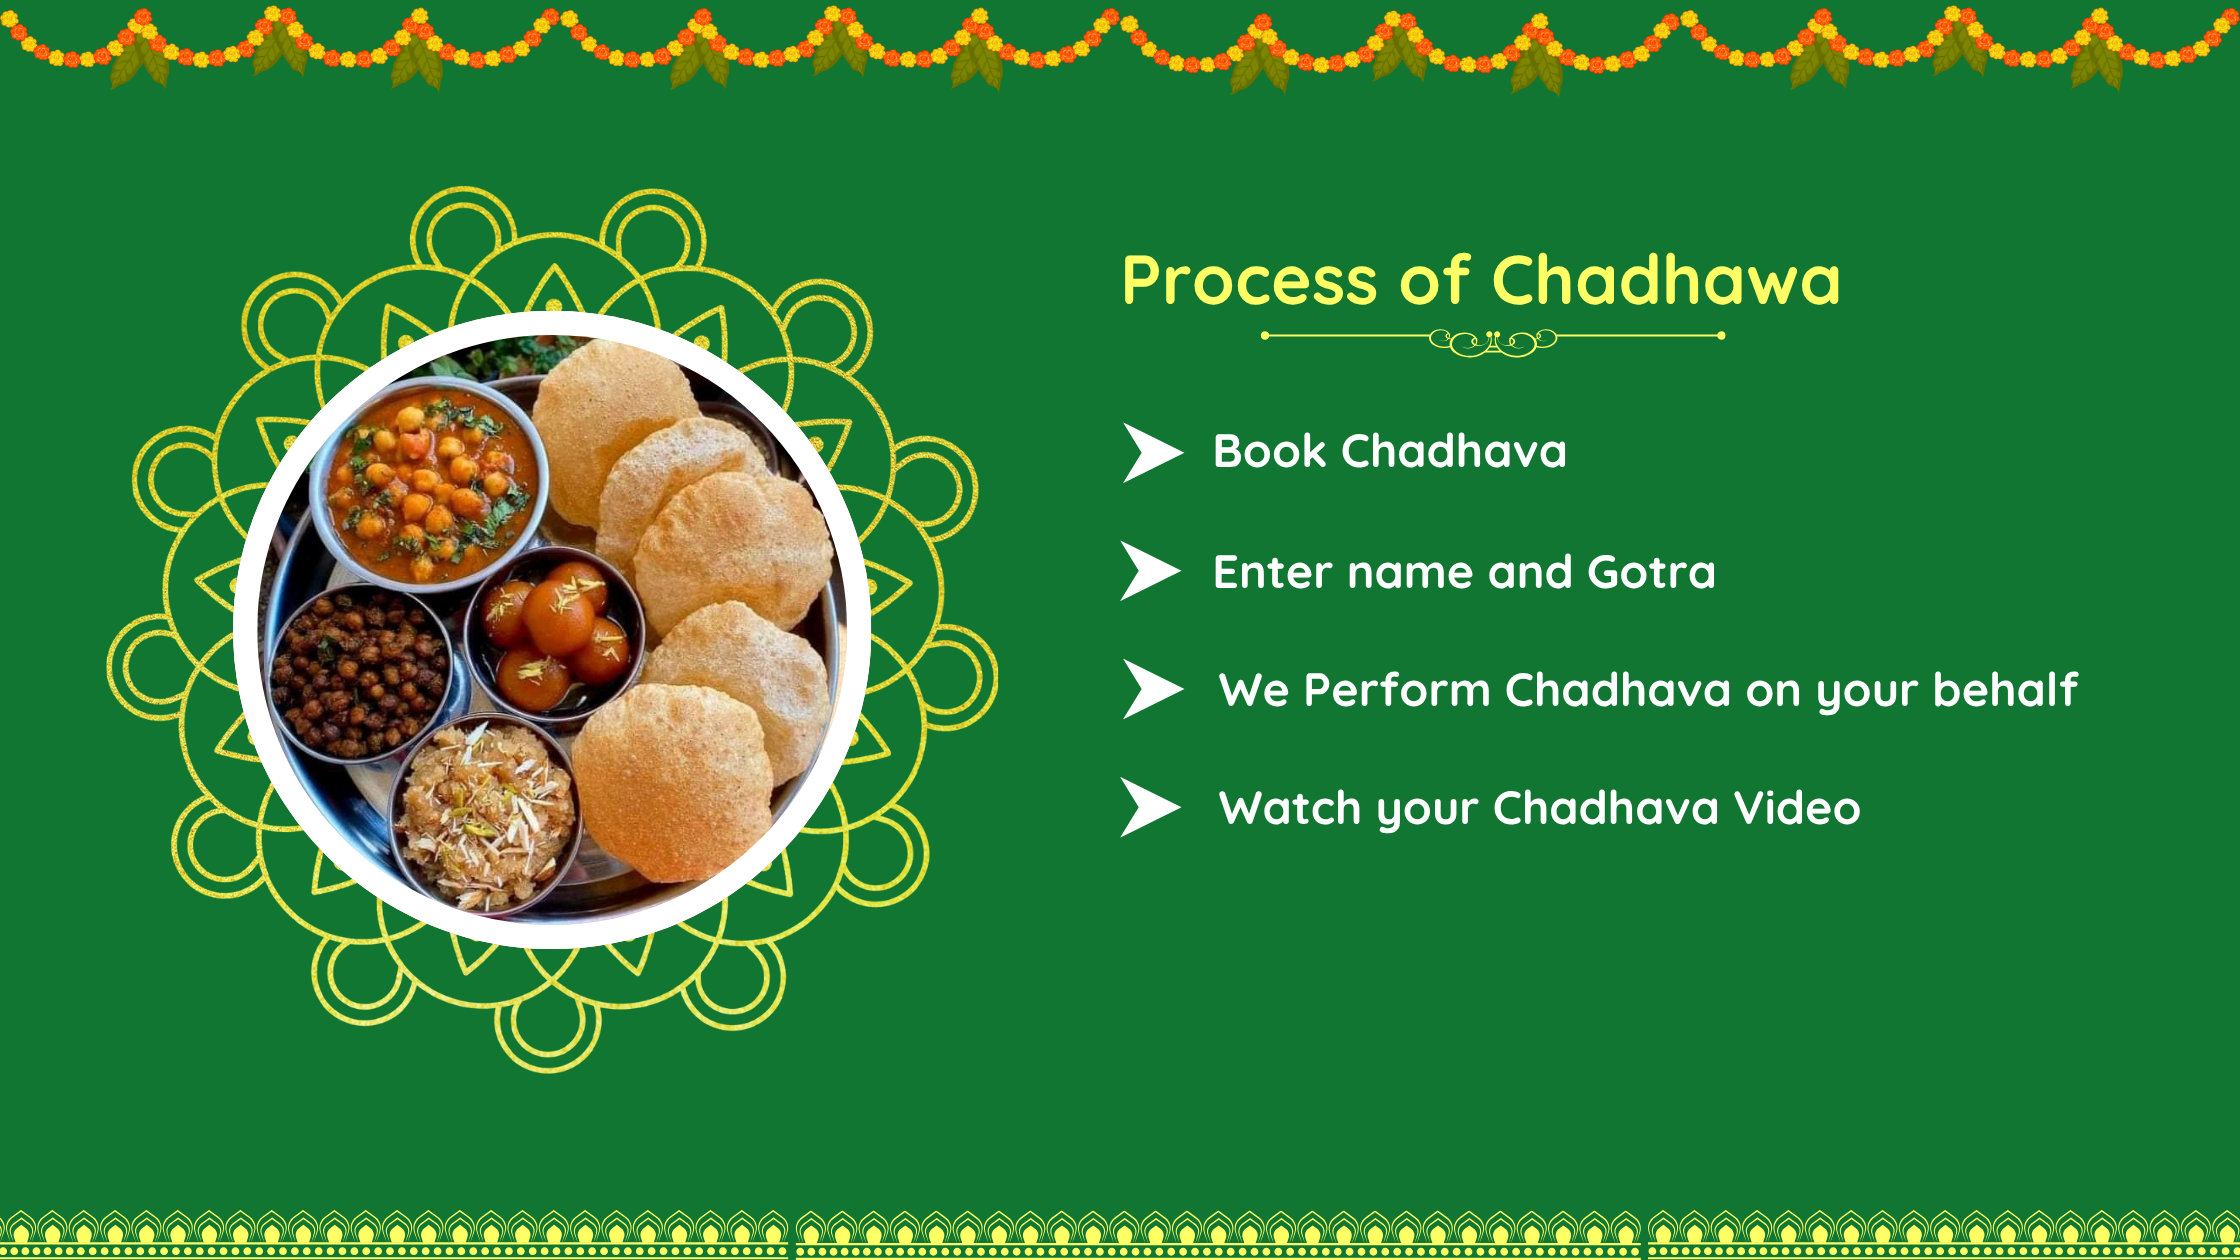 Process of Chadhawa
Book Chadhava
Enter name and Gotra
We Perform Chadhava on your behalf
Watch your Chadhava Video